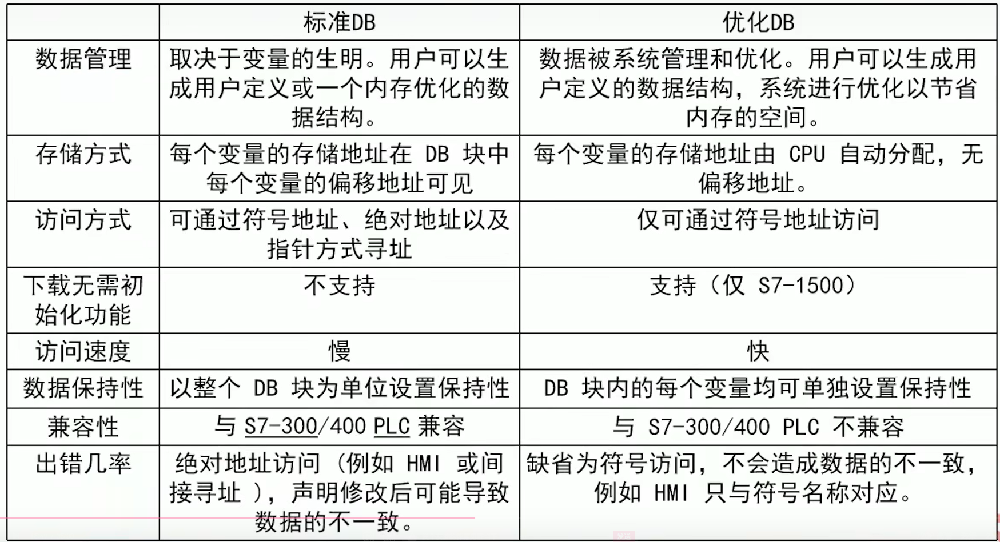 标准DB
优化DB
数据管理
取决于变量的生明。用户可以生
成用户定义或一个内存优化的数
据结构。
数据被系统管理和优化。用户可以生成用
户定义的数据结构，系统进行优化以节省
内存的空间。
存储方式
每个变量的存储地址在 DB 块中
每个变量的偏移地址可见
每个变量的存储地址由 CPU 自动分配，无
偏移地址。
访问方式
可通过符号地址、绝对地址以及
指针方式寻址
仅可通过符号地址访问
下载无需初
始化功能
不支持
支持（仅 S7-1500）
访问速度
慢
快
数据保持性
以整个 DB 块为单位设置保持性
DB 块内的每个变量均可单独设置保持性
兼容性
与 S7-300/400 PLC 兼容
与 S7-300/400 PLC 不兼容
出错几率
绝对地址访问 (例如 HMI 或间
接寻址 ), 声明修改后可能导致
数据的不一致。
缺省为符号访问，不会造成数据的不一致，
例如 HMI 只与符号名称对应。